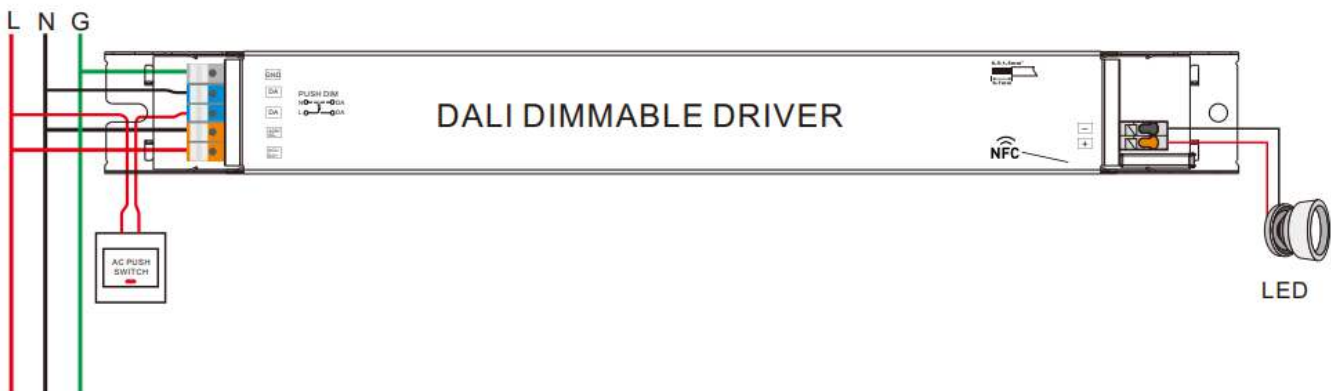 L N G
GND
DA
DA
PUSH DIM
N DA
L DA
DALI DIMMABLE DRIVER
NFC
−
+
AC PUSH
SWITCH
LED